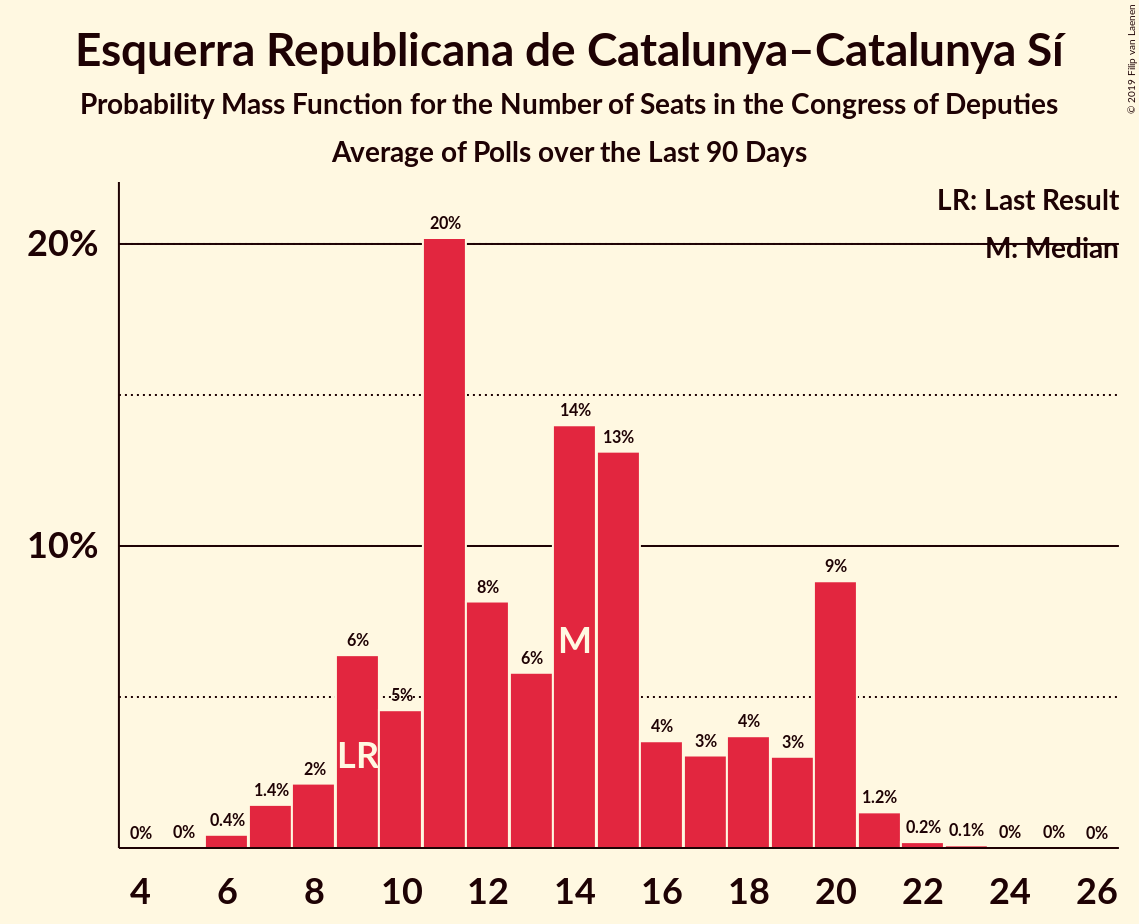 Esquerra Republicana de Catalunya–Catalunya Sí
Probability Mass Function for the Number of Seats in the Congress of Deputies
Average of Polls over the Last 90 Days
© 2019 Filip van Laenen
LR: Last Result
M: Median
20%
10%
0%
0%
0.4%
1.4%
2%
6%
5%
20%
8%
6%
14%
13%
4%
3%
4%
3%
9%
1.2%
0.2%
0.1%
0%
0%
0%
LR
M
4 6 8 10 12 14 16 18 20 22 24 26